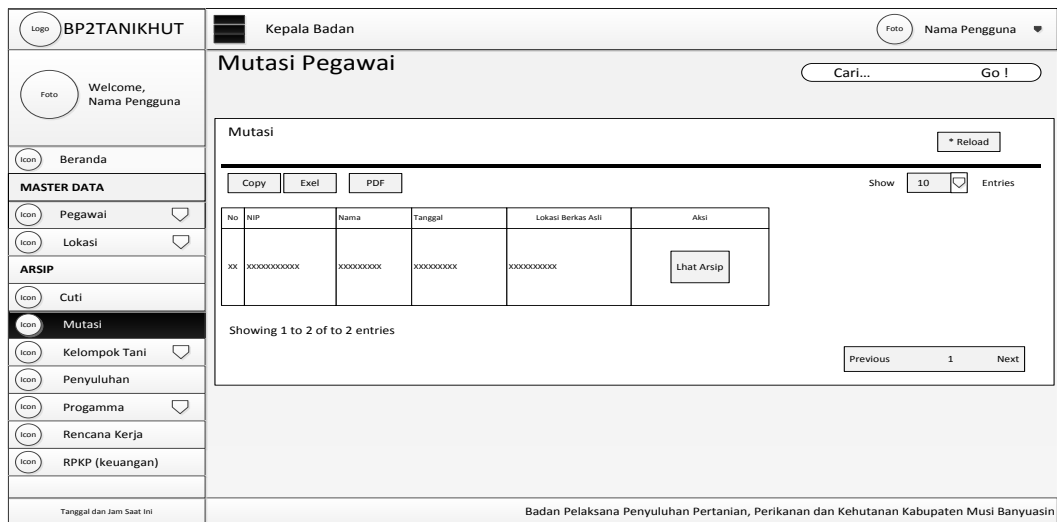 Logo BP2TANIKHUT
Kepala Badan
Foto Nama Pengguna
Foto
Welcome,
Nama Pengguna
Icon Beranda
MASTER DATA
Icon Pegawai
Icon Lokasi
ARSIP
Icon Cuti
Icon Mutasi
Icon Kelompok Tani
Icon Penyuluhan
Icon Progamma
Icon Rencana Kerja
Icon RPKP (keuangan)
Tanggal dan Jam Saat Ini
Mutasi Pegawai
Cari... Go !
Mutasi
* Reload
Copy Exel PDF
Show 10 Entries
No NIP Nama Tanggal Lokasi Berkas Asli Aksi
xx xxxxxxxxxxx xxxxxxxxx xxxxxxxxx xxxxxxxxxx Lhat Arsip
Showing 1 to 2 of to 2 entries
Previous 1 Next
Badan Pelaksana Penyuluhan Pertanian, Perikanan dan Kehutanan Kabupaten Musi Banyuasin